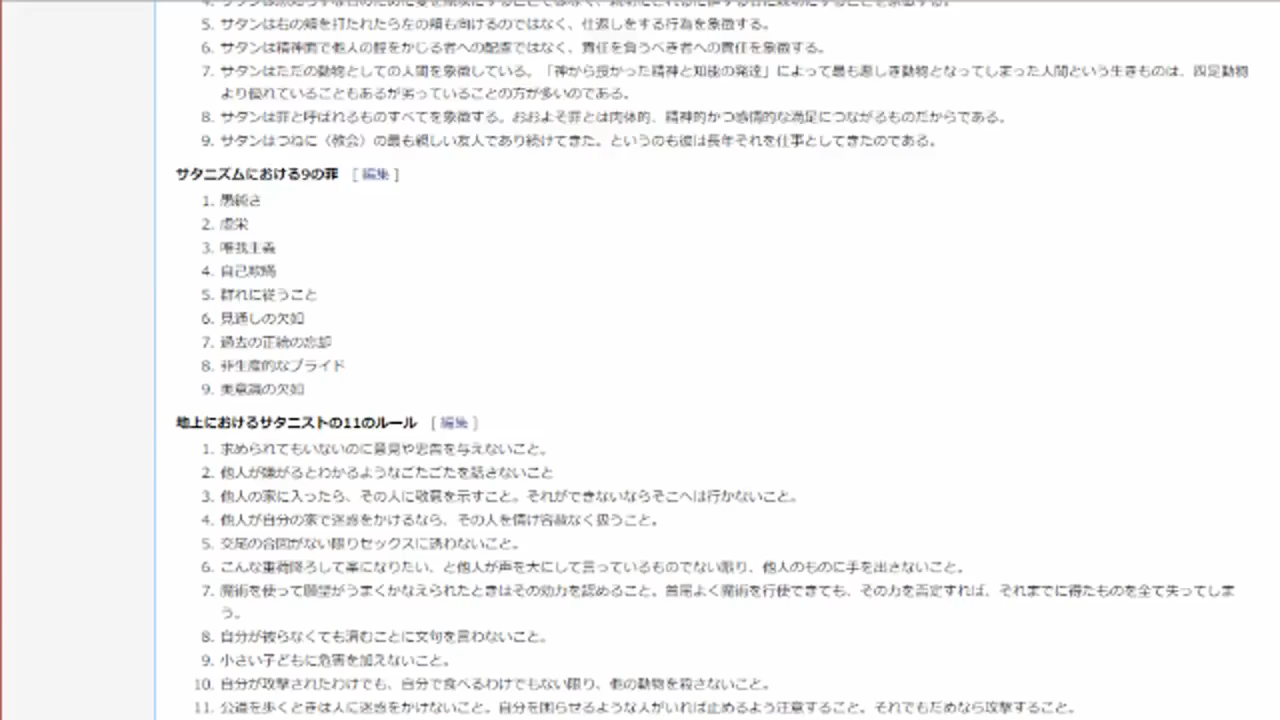 5. サタンは右の頬を打たれたら左の頬も向けるのではなく、仕返しをする行為を象徴する。
6. サタンは精神面で他人の脛をかじる者への配慮ではなく、責任を負うべき者への責任を象徴する。
7. サタンはただの動物としての人間を象徴している。「神から授かった精神と知能の発達」によって最も悪しき動物となってしまった人間という生きものは、四足動物
より優れていることもあるが劣っていることの方が多いのである。
8. サタンは罪と呼ばれるものすべてを象徴する。おおよそ罪とは肉体的、精神的かつ感情的な満足につながるものだからである。
9. サタンはつねに〈教会〉の最も親しい友人であり続けてきた。というのも彼は長年それを仕事としてきたのである。
サタニズムにおける9の罪 [ 編集 ]
1. 愚鈍さ
2. 虚栄
3. 唯我主義
4. 自己欺瞞
5. 群れに従うこと
6. 見通しの欠如
7. 過去の正統の忘却
8. 非生産的なプライド
9. 美意識の欠如
地上におけるサタニストの11のルール [ 編集 ]
1. 求められてもいないのに意見や忠告を与えないこと。
2. 他人が嫌がるとわかるようなごたごたを話さないこと
3. 他人の家に入ったら、その人に敬意を示すこと。それができないならそこへは行かないこと。
4. 他人が自分の家で迷惑をかけるなら、その人を情け容赦なく扱うこと。
5. 交尾の合図がない限りセックスに誘わないこと。
6. こんな重荷降ろして楽になりたい、と他人が声を大にして言っているものでない限り、他人のものに手を出さないこと。
7. 魔術を使って願望がうまくかなえられたときはその効力を認めること。首尾よく魔術を行使できても、その力を否定すれば、それまでに得たものを全て失ってしま
う。
8. 自分が被らなくても済むことに文句を言わないこと。
9. 小さい子どもに危害を加えないこと。
10. 自分が攻撃されたわけでも、自分で食べるわけでもない限り、他の動物を殺さないこと。
11. 公道を歩くときは人に迷惑をかけないこと。自分を困らせるような人がいれば止めるよう注意すること。それでもだめなら攻撃すること。